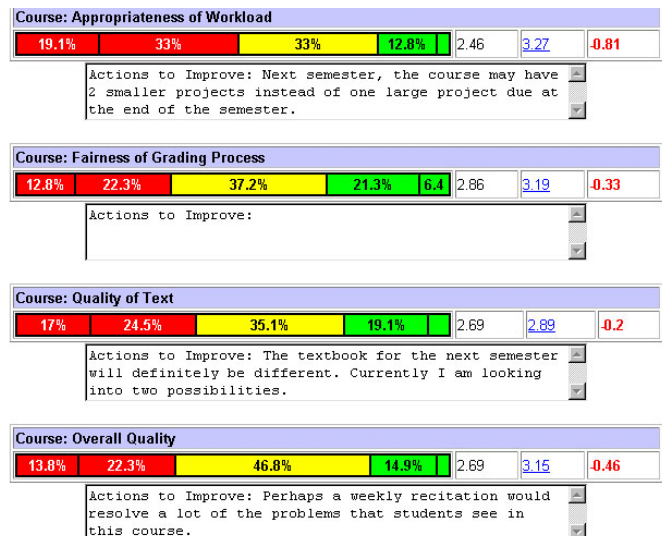 Course: Appropriateness of Workload
19.1% 33% 33% 12.8% 2.46 3.27 -0.81
Actions to Improve: Next semester, the course may have
2 smaller projects instead of one large project due at
the end of the semester.
Course: Fairness of Grading Process
12.8% 22.3% 37.2% 21.3% 6.4 2.86 3.19 -0.33
Actions to Improve:
Course: Quality of Text
17% 24.5% 35.1% 19.1% 2.69 2.89 -0.2
Actions to Improve: The textbook for the next semester
will definitely be different. Currently I am looking
into two possibilities.
Course: Overall Quality
13.8% 22.3% 46.8% 14.9% 2.69 3.15 -0.46
Actions to Improve: Perhaps a weekly recitation would
resolve a lot of the problems that students see in
this course.